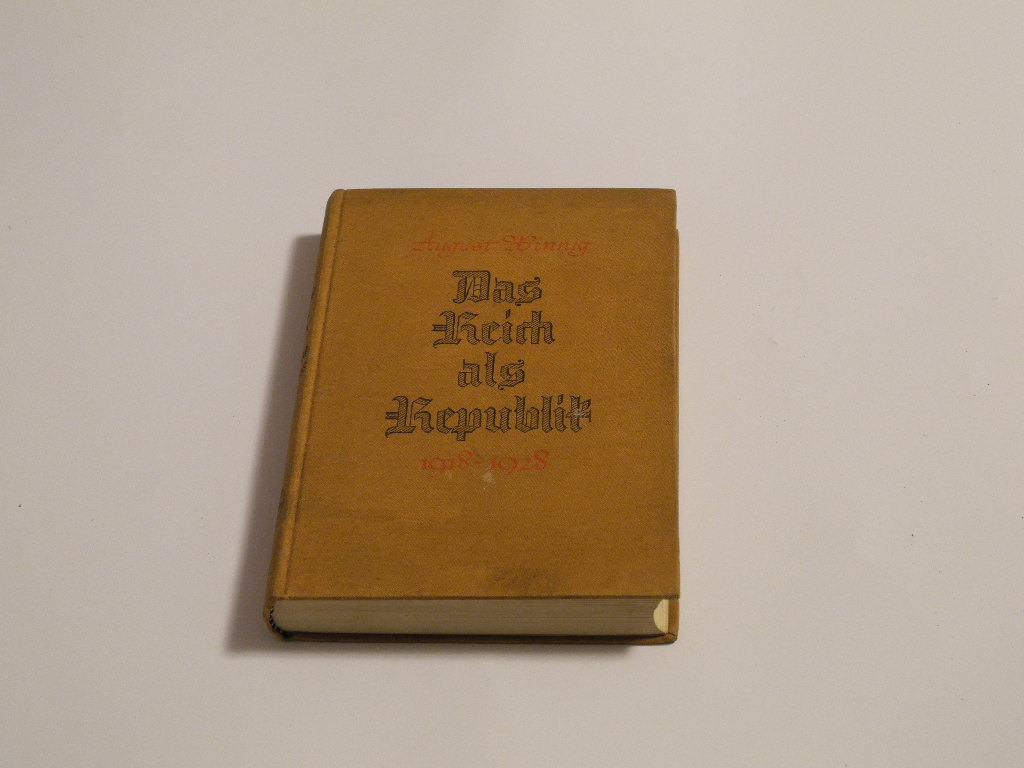 August Winnig
Das
Reich
als
Republik
1918-1928